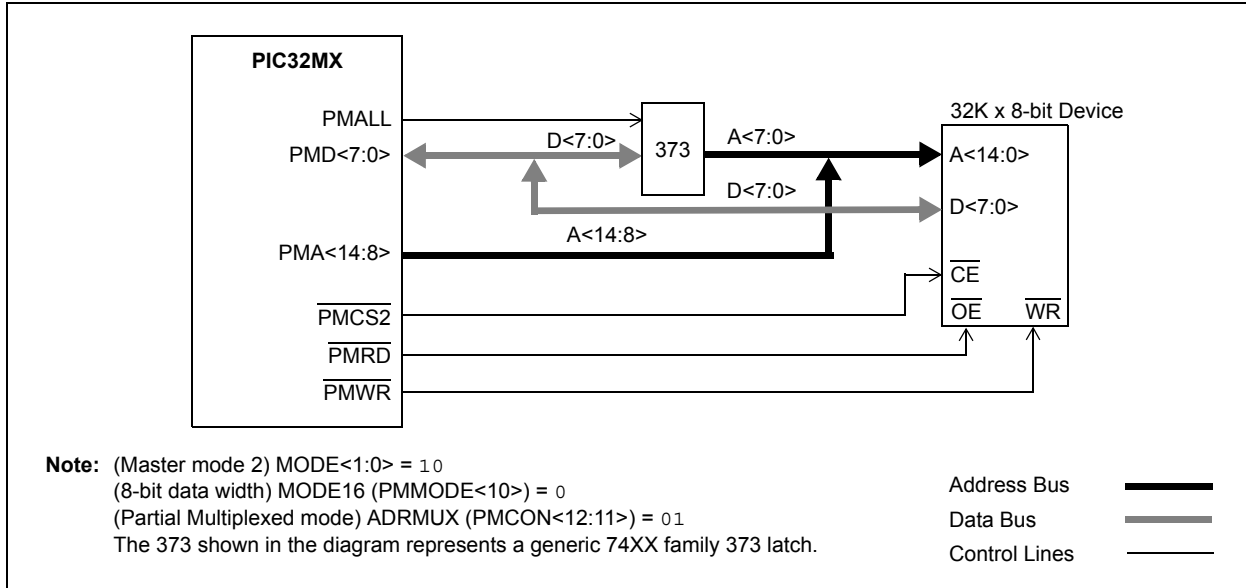 PIC32MX
PMALL
PMD<7:0>
D<7:0>
373
A<7:0>
32K x 8-bit Device
A<14:0>
D<7:0>
D<7:0>
A<14:8>
PMA<14:8>
CE
PMCS2
OE
WR
PMRD
PMWR
Note: (Master mode 2) MODE<1:0> = 10
(8-bit data width) MODE16 (PMMODE<10>) = 0
(Partial Multiplexed mode) ADRMUX (PMCON<12:11>) = 01
The 373 shown in the diagram represents a generic 74XX family 373 latch.
Address Bus
Data Bus
Control Lines